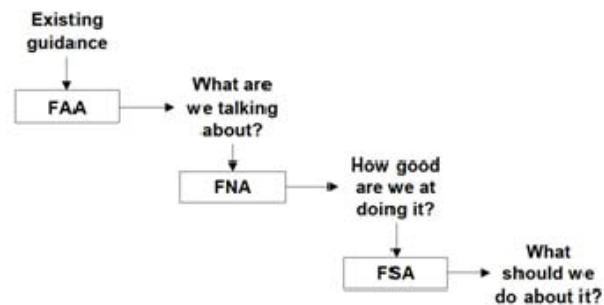 Existing
guidance
FAA
What are
we talking
about?
FNA
How good
are we at
doing it?
FSA
What
should we
do about it?